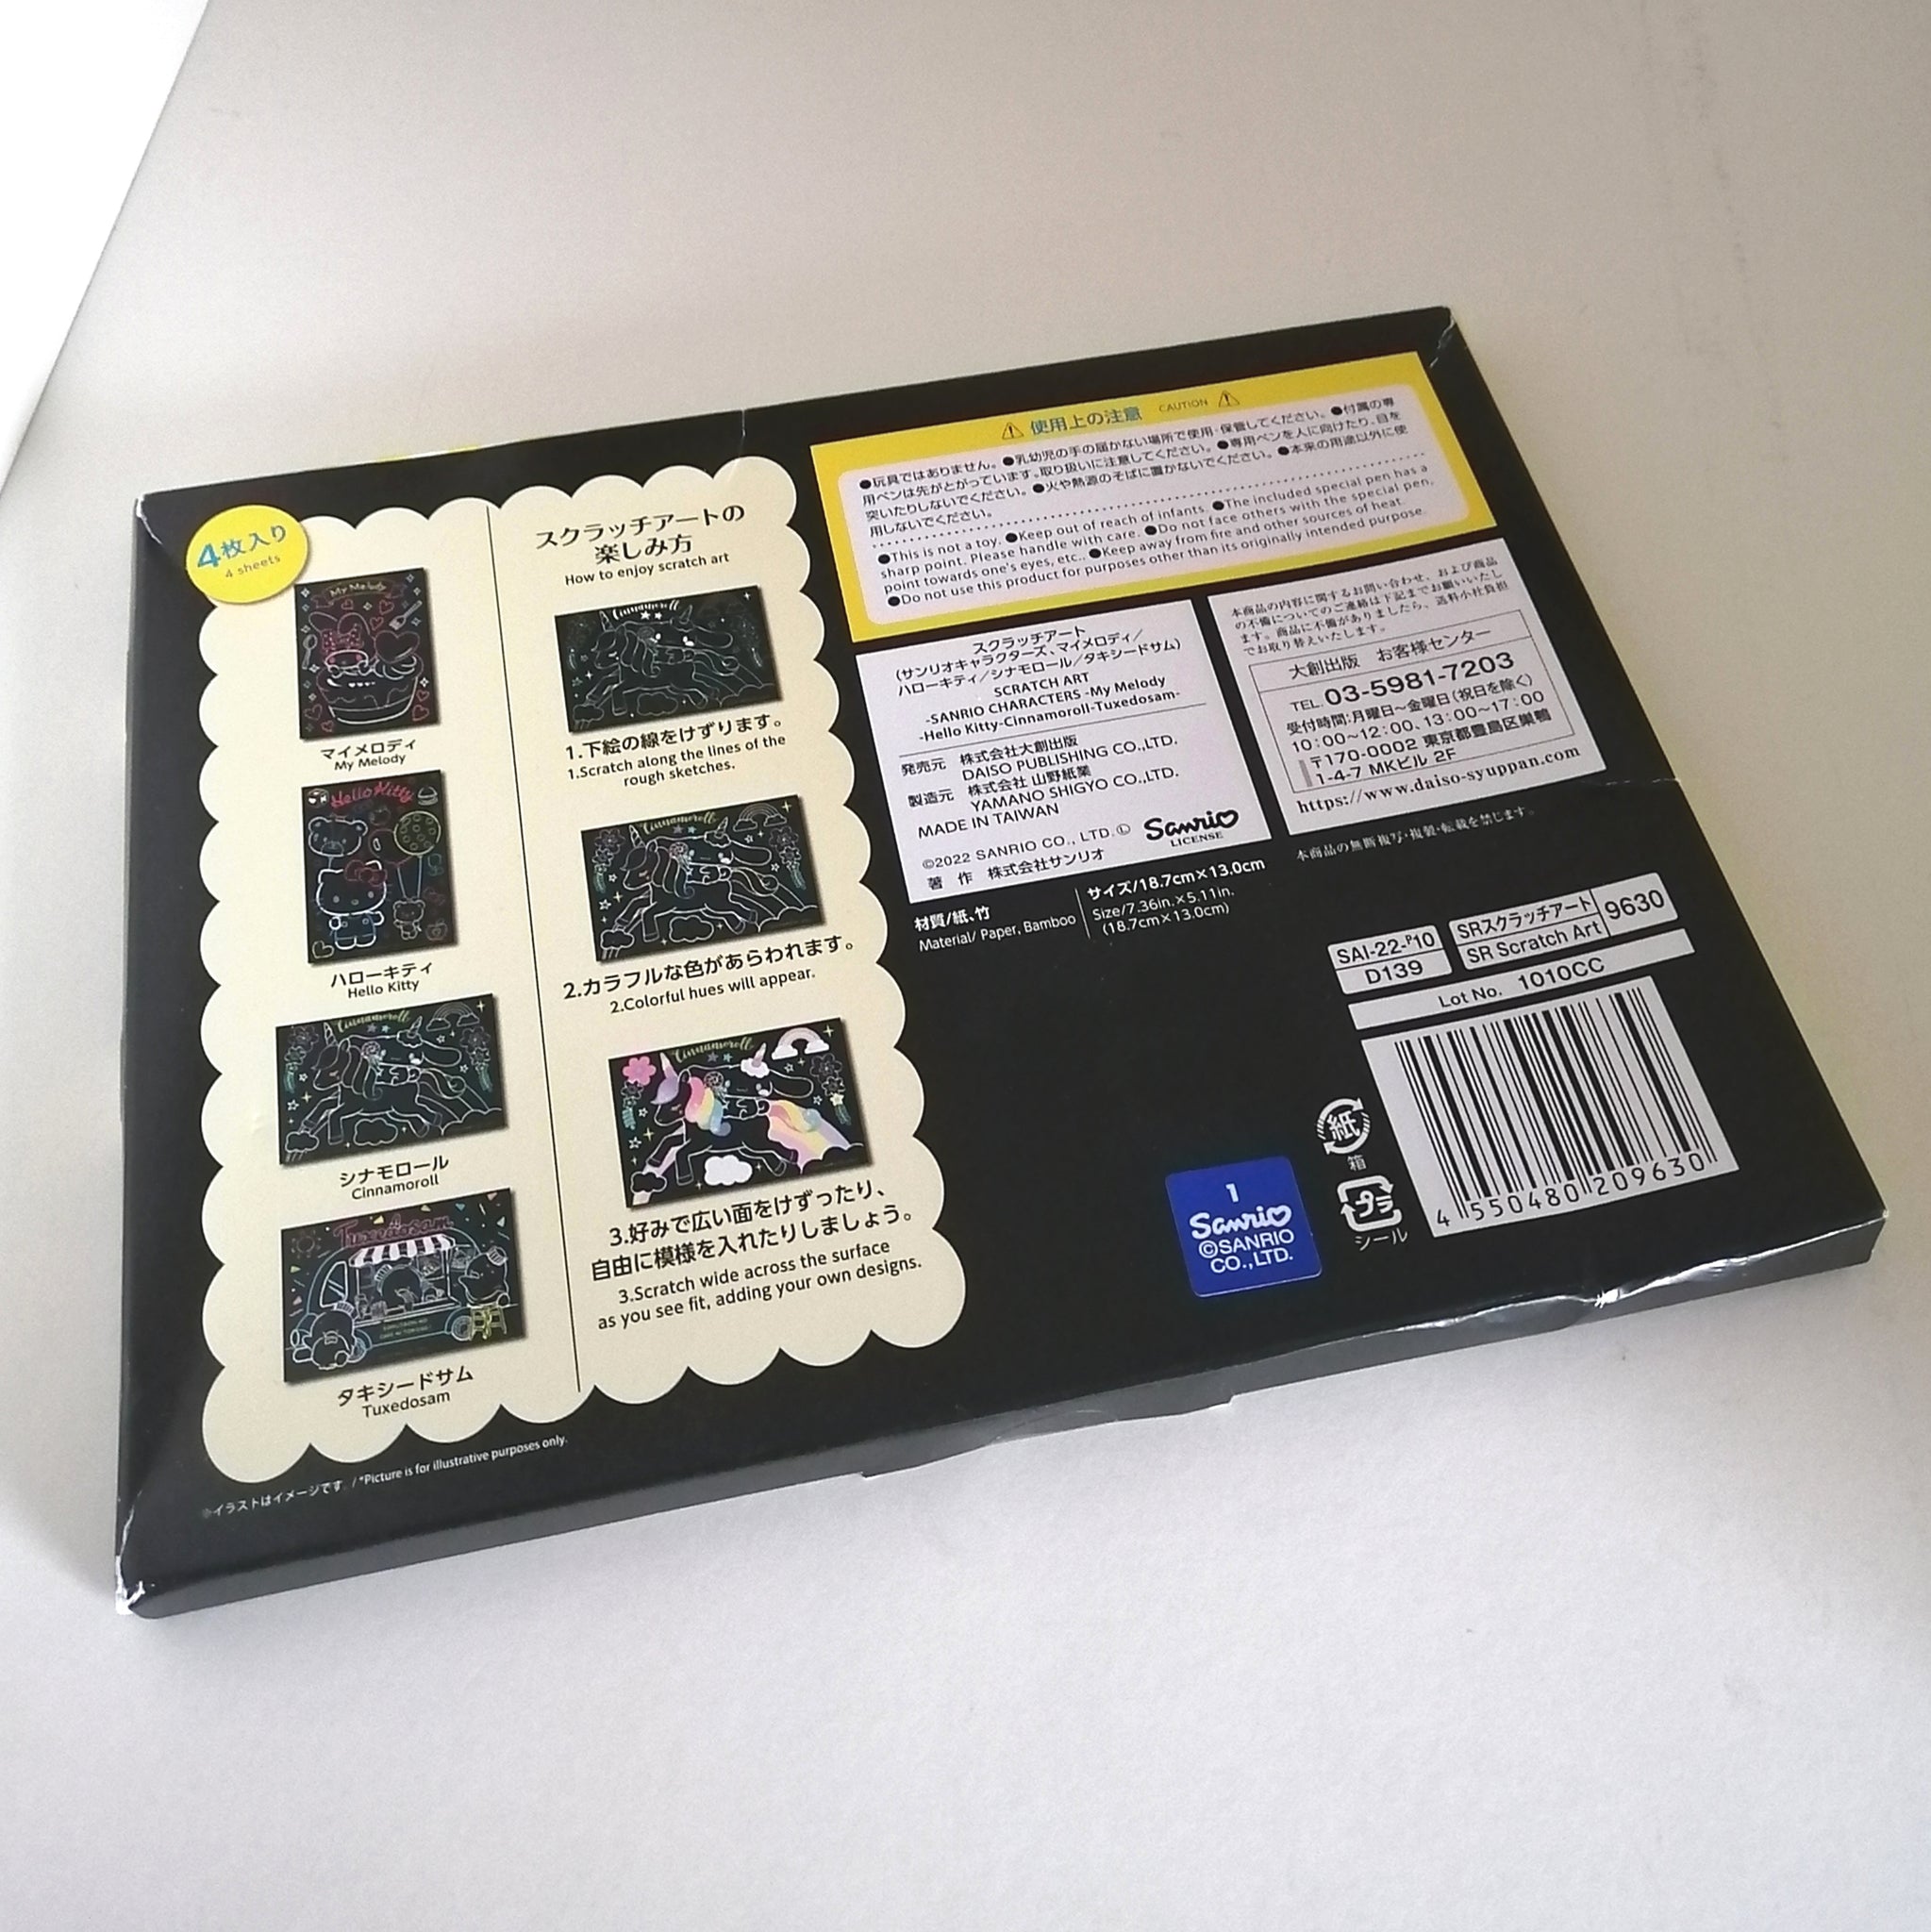 4枚入り
4 sheets
My Melody
マイメロディ
My Melody
Hello Kitty
ハローキティ
Hello Kitty
Cinnamoroll
シナモロール
Cinnamoroll
Tuxedosam
タキシードサム
Tuxedosam
※イラストはイメージです。/ *Picture is for illustrative purposes only.
スクラッチアートの
楽しみ方
How to enjoy scratch art
Cinnamoroll
1.下絵の線をけずります。
1.Scratch along the lines of the
rough sketches.
Cinnamoroll
2.カラフルな色があらわれます。
2.Colorful hues will appear.
Cinnamoroll
3.好みで広い面をけずったり、
自由に模様を入れたりしましょう。
3.Scratch wide across the surface
as you see fit, adding your own designs.
使用上の注意 CAUTION
●玩具ではありません。●乳幼児の手の届かない場所で使用・保管してください。●付属の専
用ペンは先がとがっています。取り扱いに注意してください。●専用ペンを人に向けたり、目を
突いたりしないでください。●火や熱源のそばに置かないでください。●本来の用途以外に使
用しないでください。
●This is not a toy. ●Keep out of reach of infants. ●The included special pen has a
sharp point. Please handle with care. ●Do not face others with the special pen,
point towards one's eyes, etc.. ●Keep away from fire and other sources of heat.
●Do not use this product for purposes other than its originally intended purpose.
スクラッチアート
(サンリオキャラクターズ、マイメロディ/
ハローキティ/シナモロール/タキシードサム)
SCRATCH ART
-SANRIO CHARACTERS -My Melody
-Hello Kitty-Cinnamoroll-Tuxedosam-
発売元 株式会社大創出版
DAISO PUBLISHING CO.,LTD.
製造元 株式会社 山野紙業
YAMANO SHIGYO CO.,LTD.
MADE IN TAIWAN
©2022 SANRIO CO., LTD. Ⓛ
著 作 株式会社サンリオ
Sanrio
LICENSE
材質/紙、竹
Material/ Paper, Bamboo
サイズ/18.7cm×13.0cm
Size/7.36in.×5.11in.
(18.7cm×13.0cm)
本商品の内容に関するお問い合わせ、および商品
の不備についてのご連絡は下記までお願いいたし
ます。商品に不備がありましたら、送料小社負担
でお取り替えいたします。
大創出版 お客様センター
TEL.03-5981-7203
受付時間:月曜日~金曜日(祝日を除く)
10:00~12:00、13:00~17:00
〒170-0002 東京都豊島区巣鴨
1-4-7 MKビル 2F
https://www.daiso-syuppan.com
本商品の無断複写・複製・転載を禁じます。
SAI-22-P10
D139
SRスクラッチアート
SR Scratch Art
9630
Lot No. 1010CC
紙
箱
プラ
シール
4 550480 209630
1
Sanrio
©SANRIO
CO.,LTD.